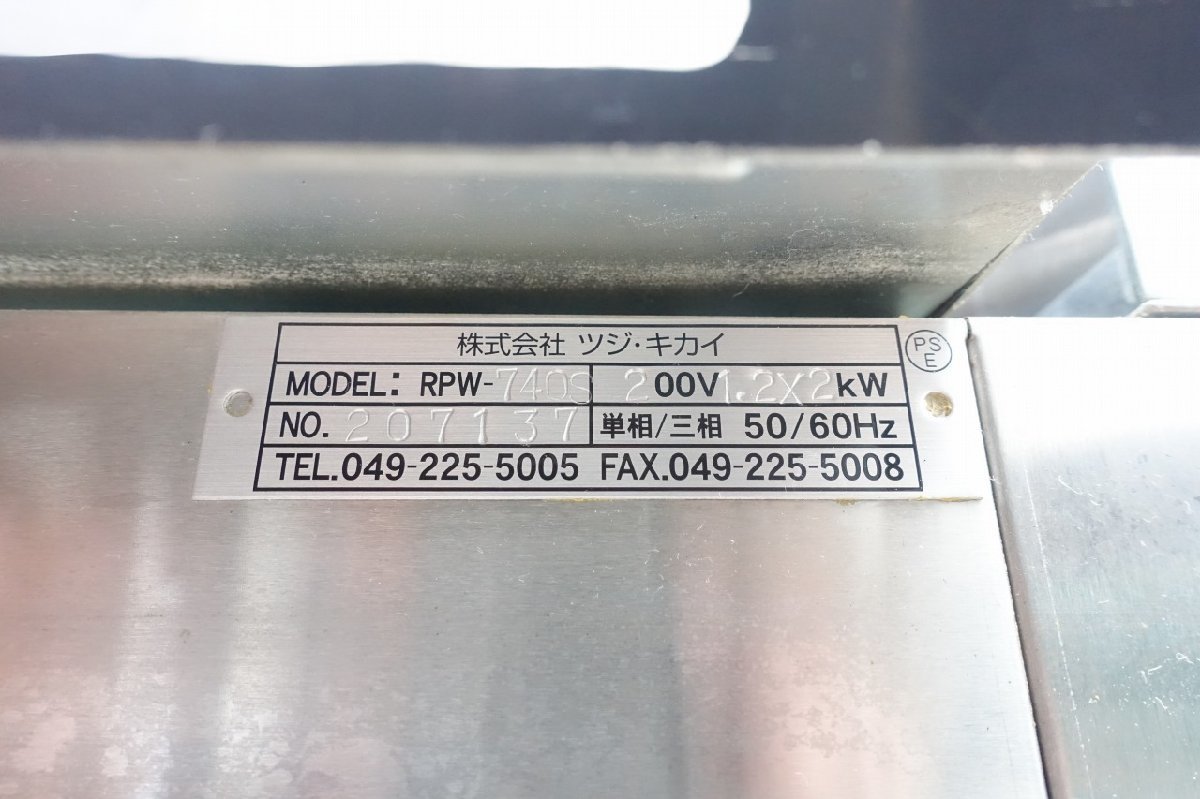 株式会社 ツジ・キカイ
PS
E
MODEL: RPW-740S 200V 1.2X2kW
NO. 207137 単相/三相 50/60Hz
TEL.049-225-5005 FAX.049-225-5008